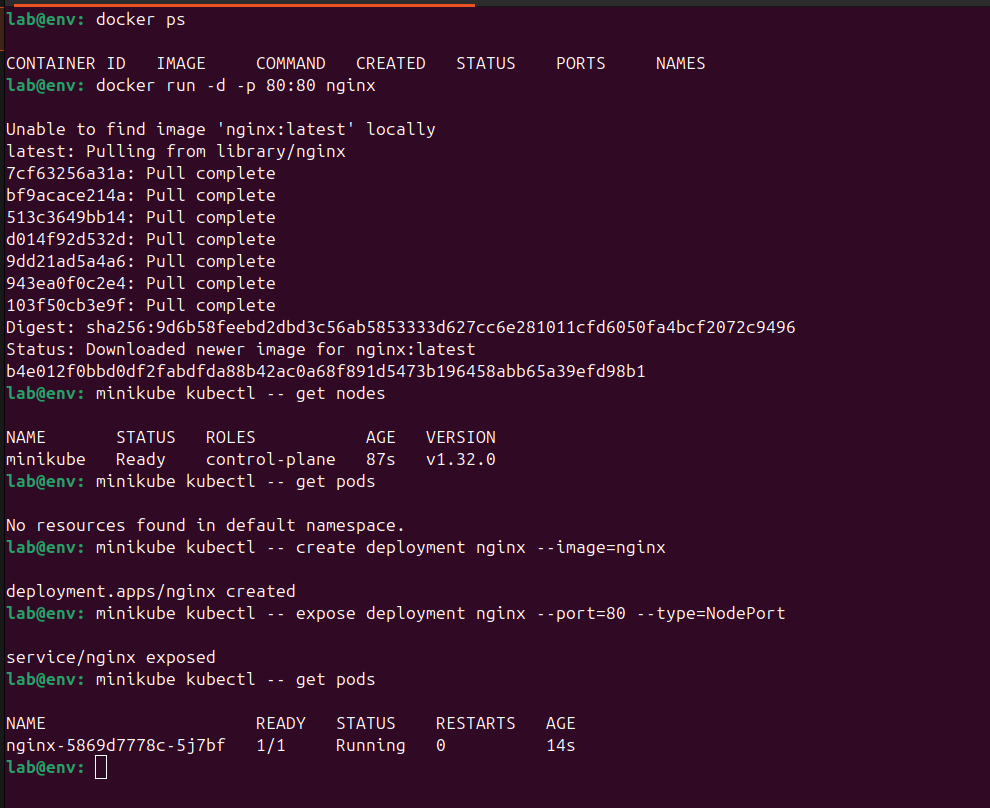 lab@env: docker ps
CONTAINER ID   IMAGE     COMMAND   CREATED   STATUS    PORTS     NAMES
lab@env: docker run -d -p 80:80 nginx
Unable to find image 'nginx:latest' locally
latest: Pulling from library/nginx
7cf63256a31a: Pull complete
bf9acace214a: Pull complete
513c3649bb14: Pull complete
d014f92d532d: Pull complete
9dd21ad5a4a6: Pull complete
943ea0f0c2e4: Pull complete
103f50cb3e9f: Pull complete
Digest: sha256:9d6b58feebd2dbd3c56ab5853333d627cc6e281011cfd6050fa4bcf2072c9496
Status: Downloaded newer image for nginx:latest
b4e012f0bbd0df2fabdfda88b42ac0a68f891d5473b196458abb65a39efd98b1
lab@env: minikube kubectl -- get nodes
NAME       STATUS   ROLES           AGE   VERSION
minikube   Ready    control-plane   87s   v1.32.0
lab@env: minikube kubectl -- get pods
No resources found in default namespace.
lab@env: minikube kubectl -- create deployment nginx --image=nginx
deployment.apps/nginx created
lab@env: minikube kubectl -- expose deployment nginx --port=80 --type=NodePort
service/nginx exposed
lab@env: minikube kubectl -- get pods
NAME                     READY   STATUS    RESTARTS   AGE
nginx-5869d7778c-5j7bf   1/1     Running   0          14s
lab@env: